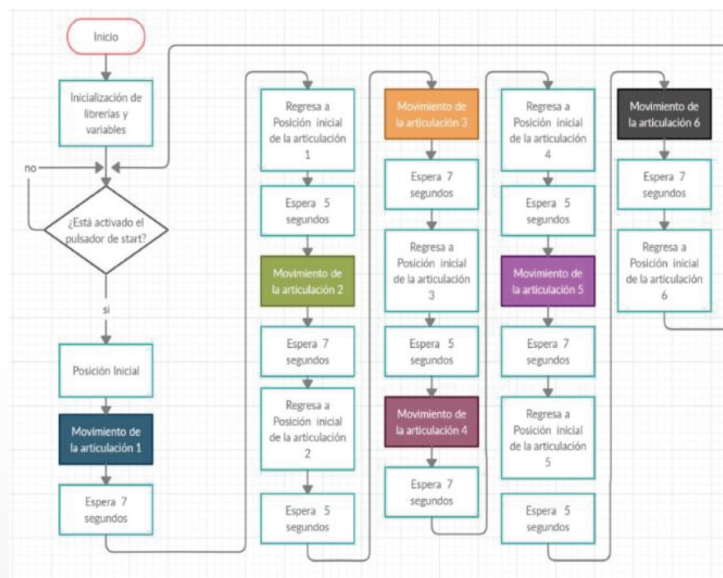 Inicio
Inicialización de
librerías y
variables
no
¿Está activado el
pulsador de start?
si
Posición Inicial
Movimiento de
la articulación 1
Espera 7
segundos
Regresa a
Posición inicial
de la articulación
1
Espera 5
segundos
Movimiento de
la articulación 2
Espera 7
segundos
Regresa a
Posición inicial
de la articulación
2
Espera 5
segundos
Movimiento de
la articulación 3
Espera 7
segundos
Regresa a
Posición inicial
de la articulación
3
Espera 5
segundos
Movimiento de
la articulación 4
Espera 7
segundos
Regresa a
Posición inicial
de la articulación
4
Espera 5
segundos
Movimiento de
la articulación 5
Espera 7
segundos
Regresa a
Posición inicial
de la articulación
5
Espera 5
segundos
Movimiento de
la articulación 6
Espera 7
segundos
Regresa a
Posición inicial
de la articulación
6